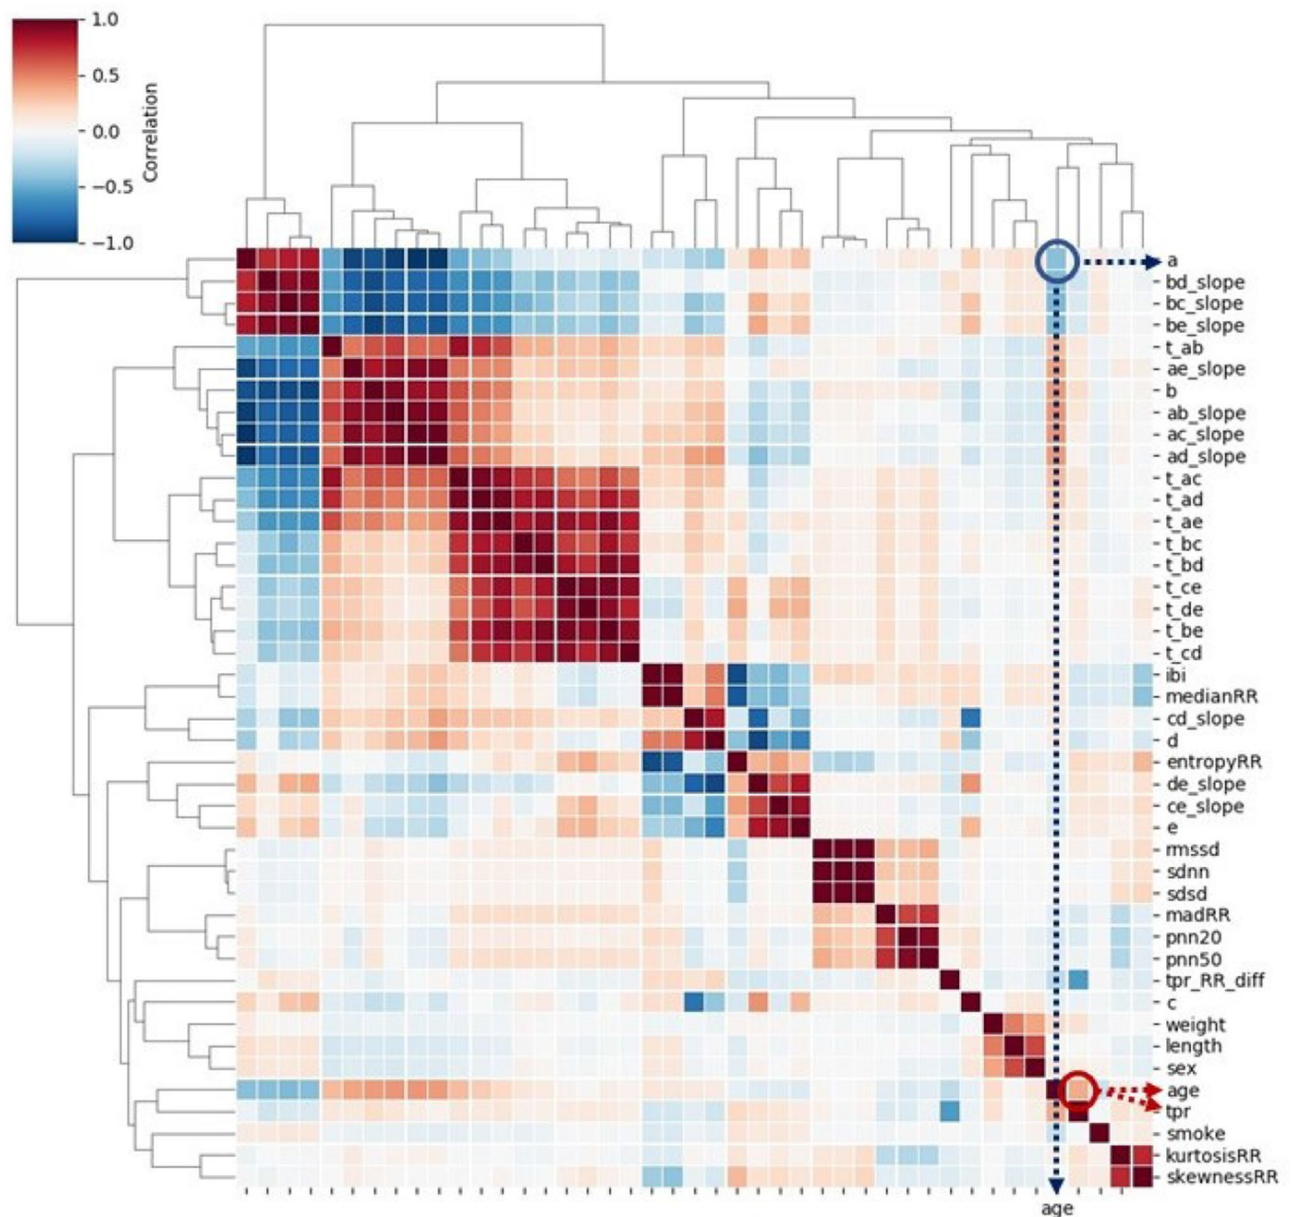 1.0
0.5
0.0
−0.5
−1.0
Correlation
a
bd_slope
bc_slope
be_slope
t_ab
ae_slope
b
ab_slope
ac_slope
ad_slope
t_ac
t_ad
t_ae
t_bc
t_bd
t_ce
t_de
t_be
t_cd
ibi
medianRR
cd_slope
d
entropyRR
de_slope
ce_slope
e
rmssd
sdnn
sdsd
madRR
pnn20
pnn50
tpr_RR_diff
c
weight
length
sex
age
tpr
smoke
kurtosisRR
skewnessRR
age